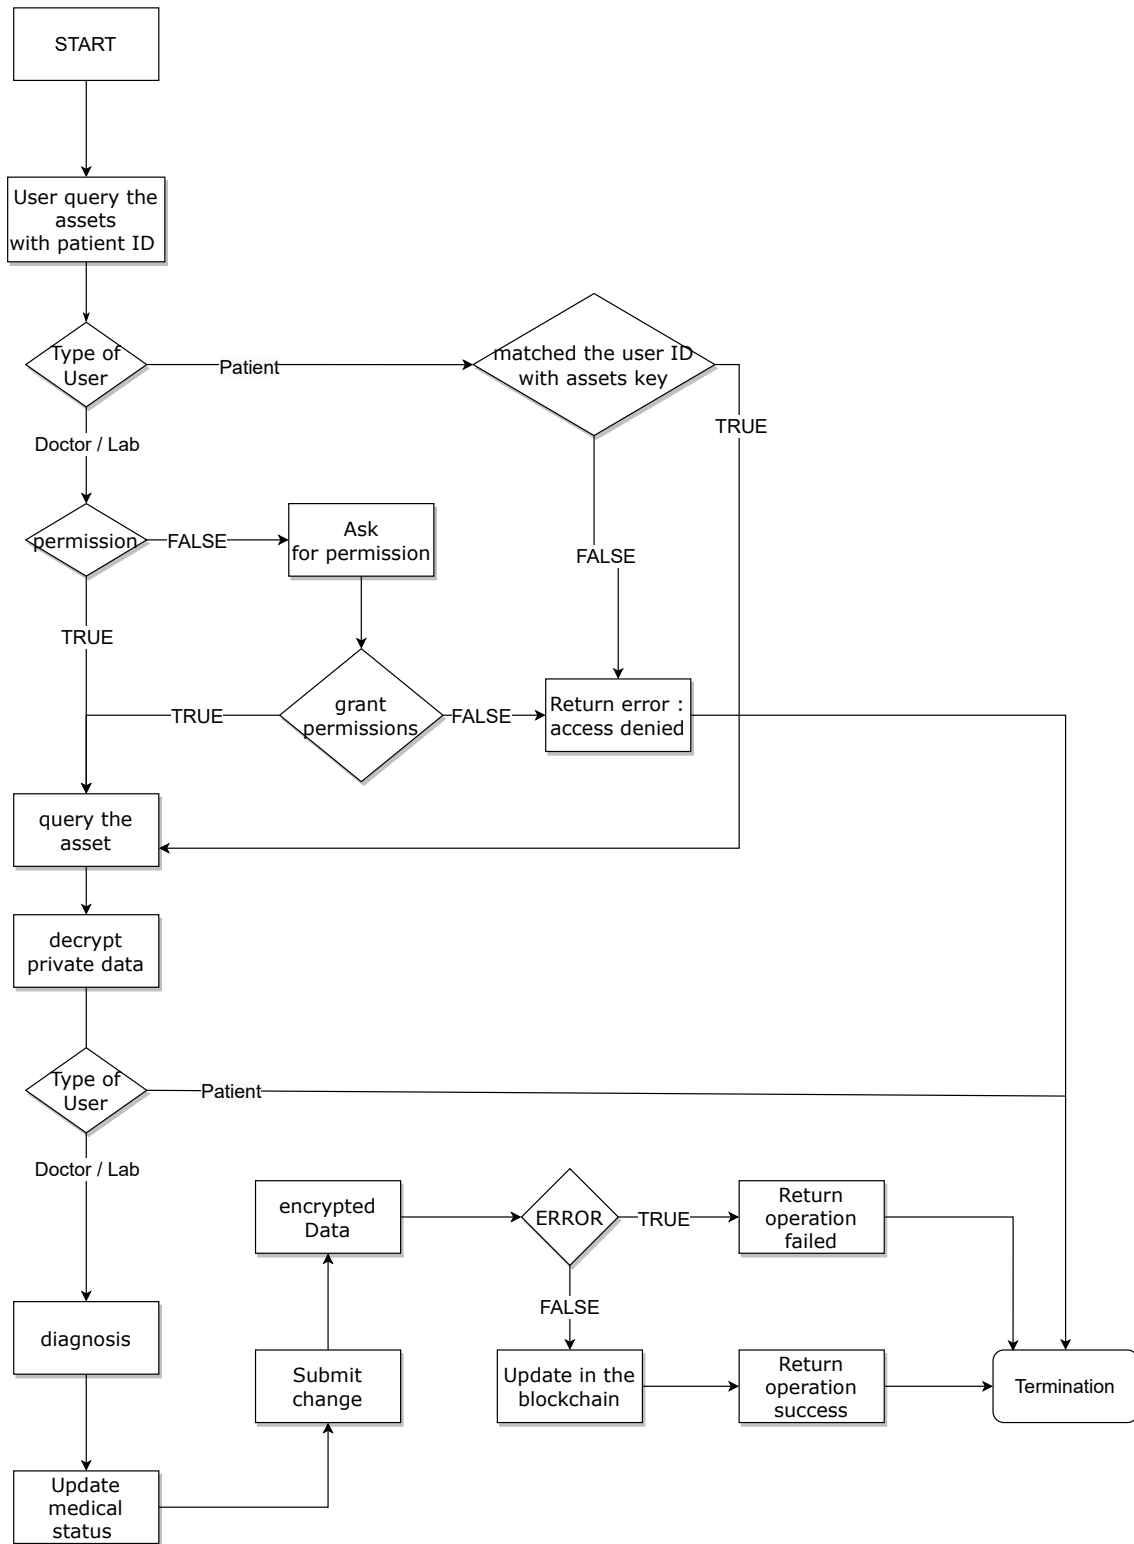 START
User query the
assets
with patient ID
Type of
User
Patient
matched the user ID
with assets key
TRUE
Doctor / Lab
permission
FALSE
Ask
for permission
FALSE
TRUE
grant
permissions
TRUE
FALSE
Return error :
access denied
query the
asset
decrypt
private data
Type of
User
Patient
Doctor / Lab
encrypted
Data
ERROR
TRUE
Return
operation
failed
FALSE
diagnosis
Submit
change
Update in the
blockchain
Return
operation
success
Termination
Update
medical
status